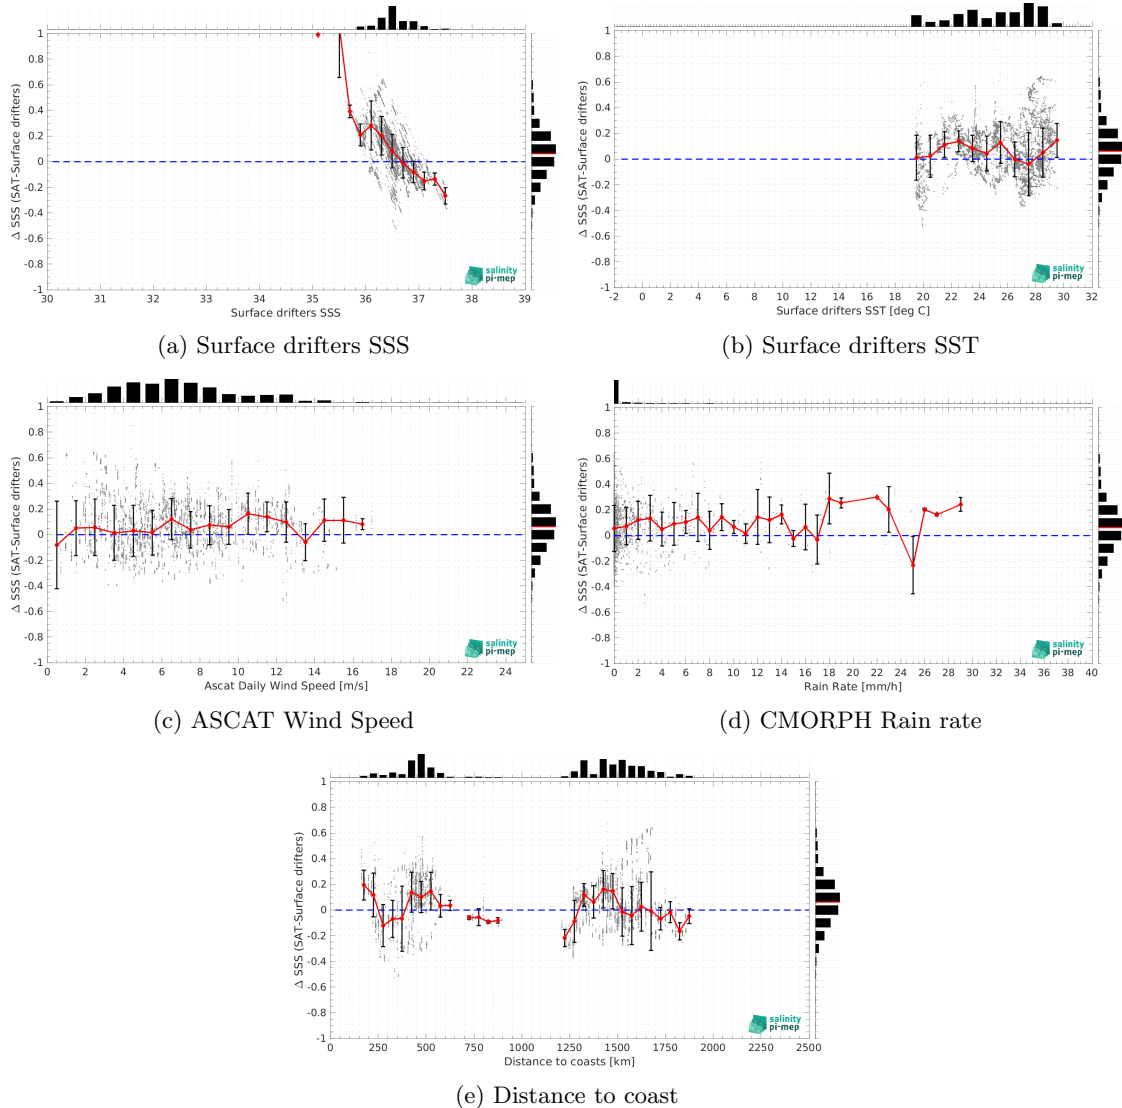 1
0.8
0.6
0.4
0.2
0
-0.2
-0.4
-0.6
-0.8
-1
Δ SSS (SAT-Surface drifters)
30 31 32 33 34 35 36 37 38 39
Surface drifters SSS
salinity
pi-mep
(a) Surface drifters SSS
1
0.8
0.6
0.4
0.2
0
-0.2
-0.4
-0.6
-0.8
-1
Δ SSS (SAT-Surface drifters)
-2 0 2 4 6 8 10 12 14 16 18 20 22 24 26 28 30 32
Surface drifters SST [deg C]
salinity
pi-mep
(b) Surface drifters SST
1
0.8
0.6
0.4
0.2
0
-0.2
-0.4
-0.6
-0.8
-1
Δ SSS (SAT-Surface drifters)
0 2 4 6 8 10 12 14 16 18 20 22 24
Ascat Daily Wind Speed [m/s]
salinity
pi-mep
(c) ASCAT Wind Speed
1
0.8
0.6
0.4
0.2
0
-0.2
-0.4
-0.6
-0.8
-1
Δ SSS (SAT-Surface drifters)
0 2 4 6 8 10 12 14 16 18 20 22 24 26 28 30 32 34 36 38 40
Rain Rate [mm/h]
salinity
pi-mep
(d) CMORPH Rain rate
1
0.8
0.6
0.4
0.2
0
-0.2
-0.4
-0.6
-0.8
-1
Δ SSS (SAT-Surface drifters)
0 250 500 750 1000 1250 1500 1750 2000 2250 2500
Distance to coasts [km]
salinity
pi-mep
(e) Distance to coast